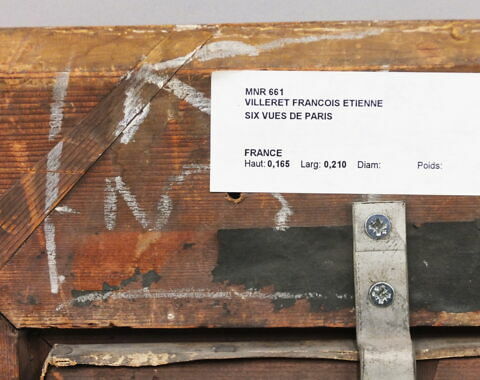 MNR 661
VILLERET FRANCOIS ETIENNE
SIX VUES DE PARIS
FRANCE
Haut: 0,165 Larg: 0,210 Diam: Poids: